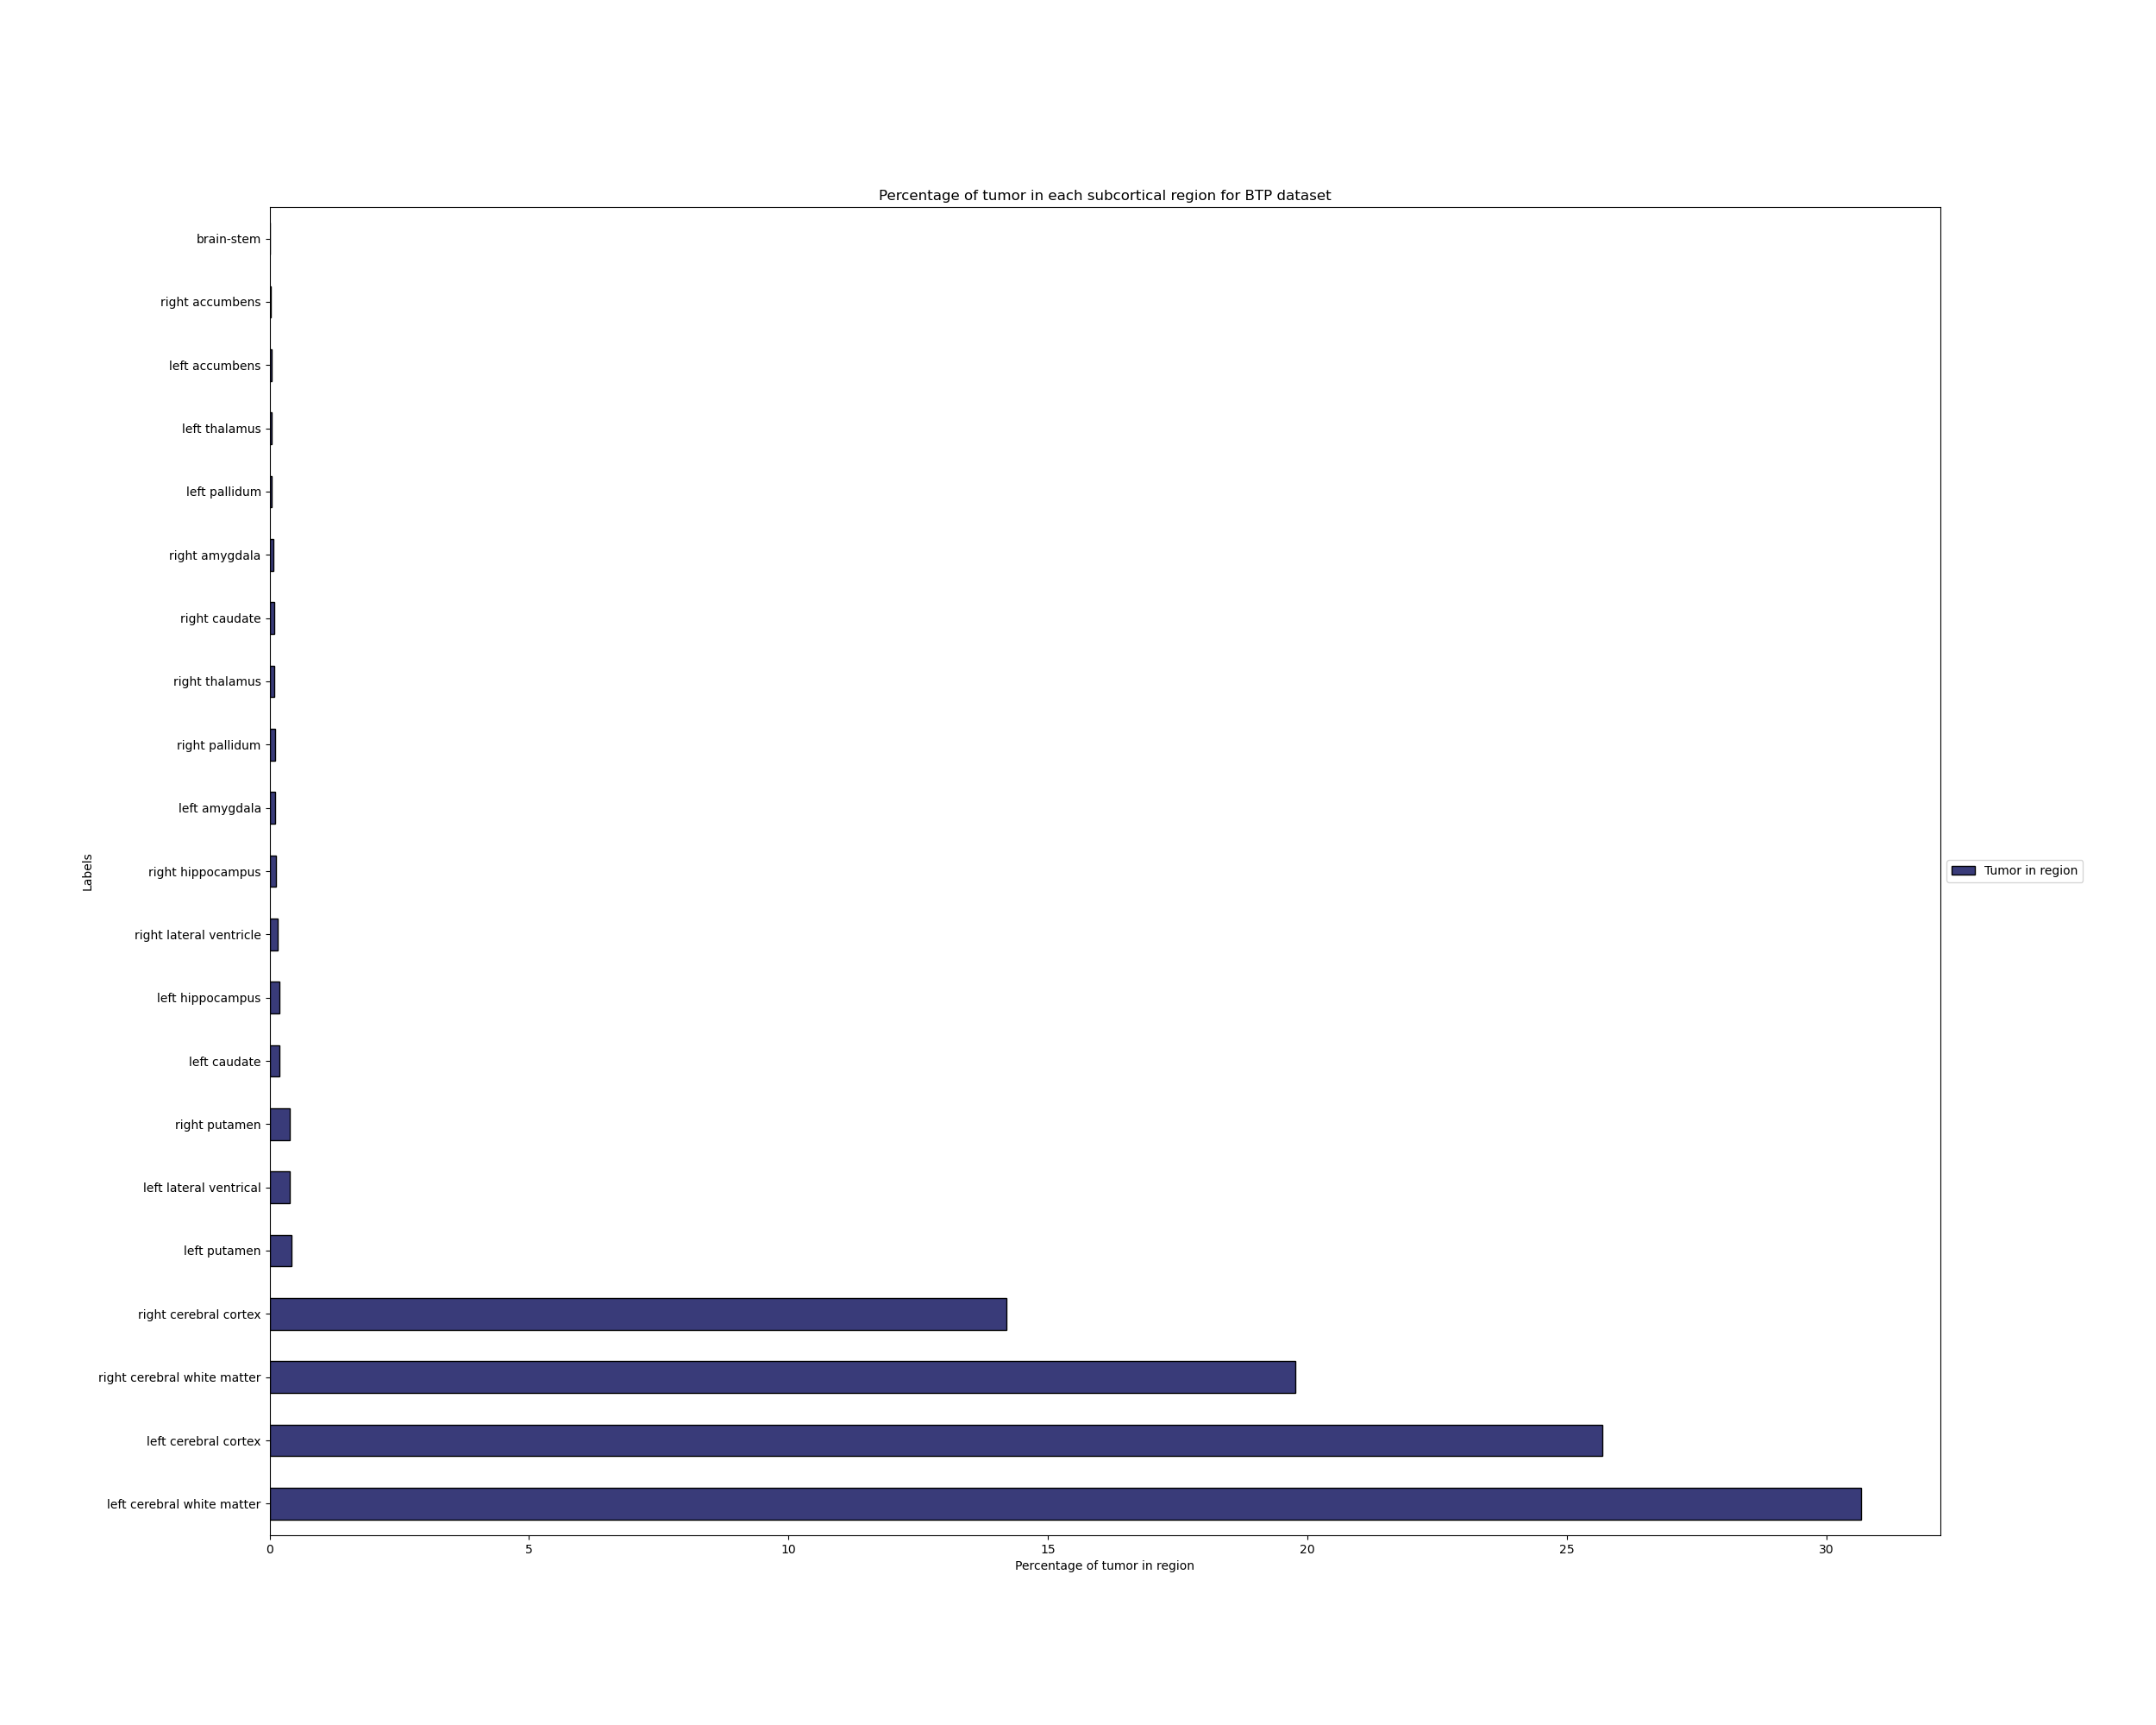 Percentage of tumor in each subcortical region for BTP dataset
brain-stem
right accumbens
left accumbens
left thalamus
left pallidum
right amygdala
right caudate
right thalamus
right pallidum
left amygdala
right hippocampus
right lateral ventricle
left hippocampus
left caudate
right putamen
left lateral ventrical
left putamen
right cerebral cortex
right cerebral white matter
left cerebral cortex
left cerebral white matter
Labels
Tumor in region
0 5 10 15 20 25 30
Percentage of tumor in region